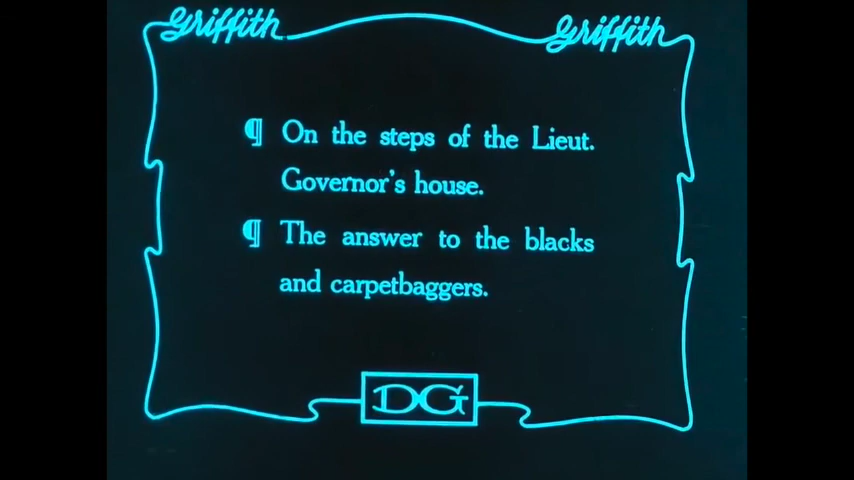 Griffith Griffith
¶ On the steps of the Lieut.
Governor's house.
¶ The answer to the blacks
and carpetbaggers.
DG